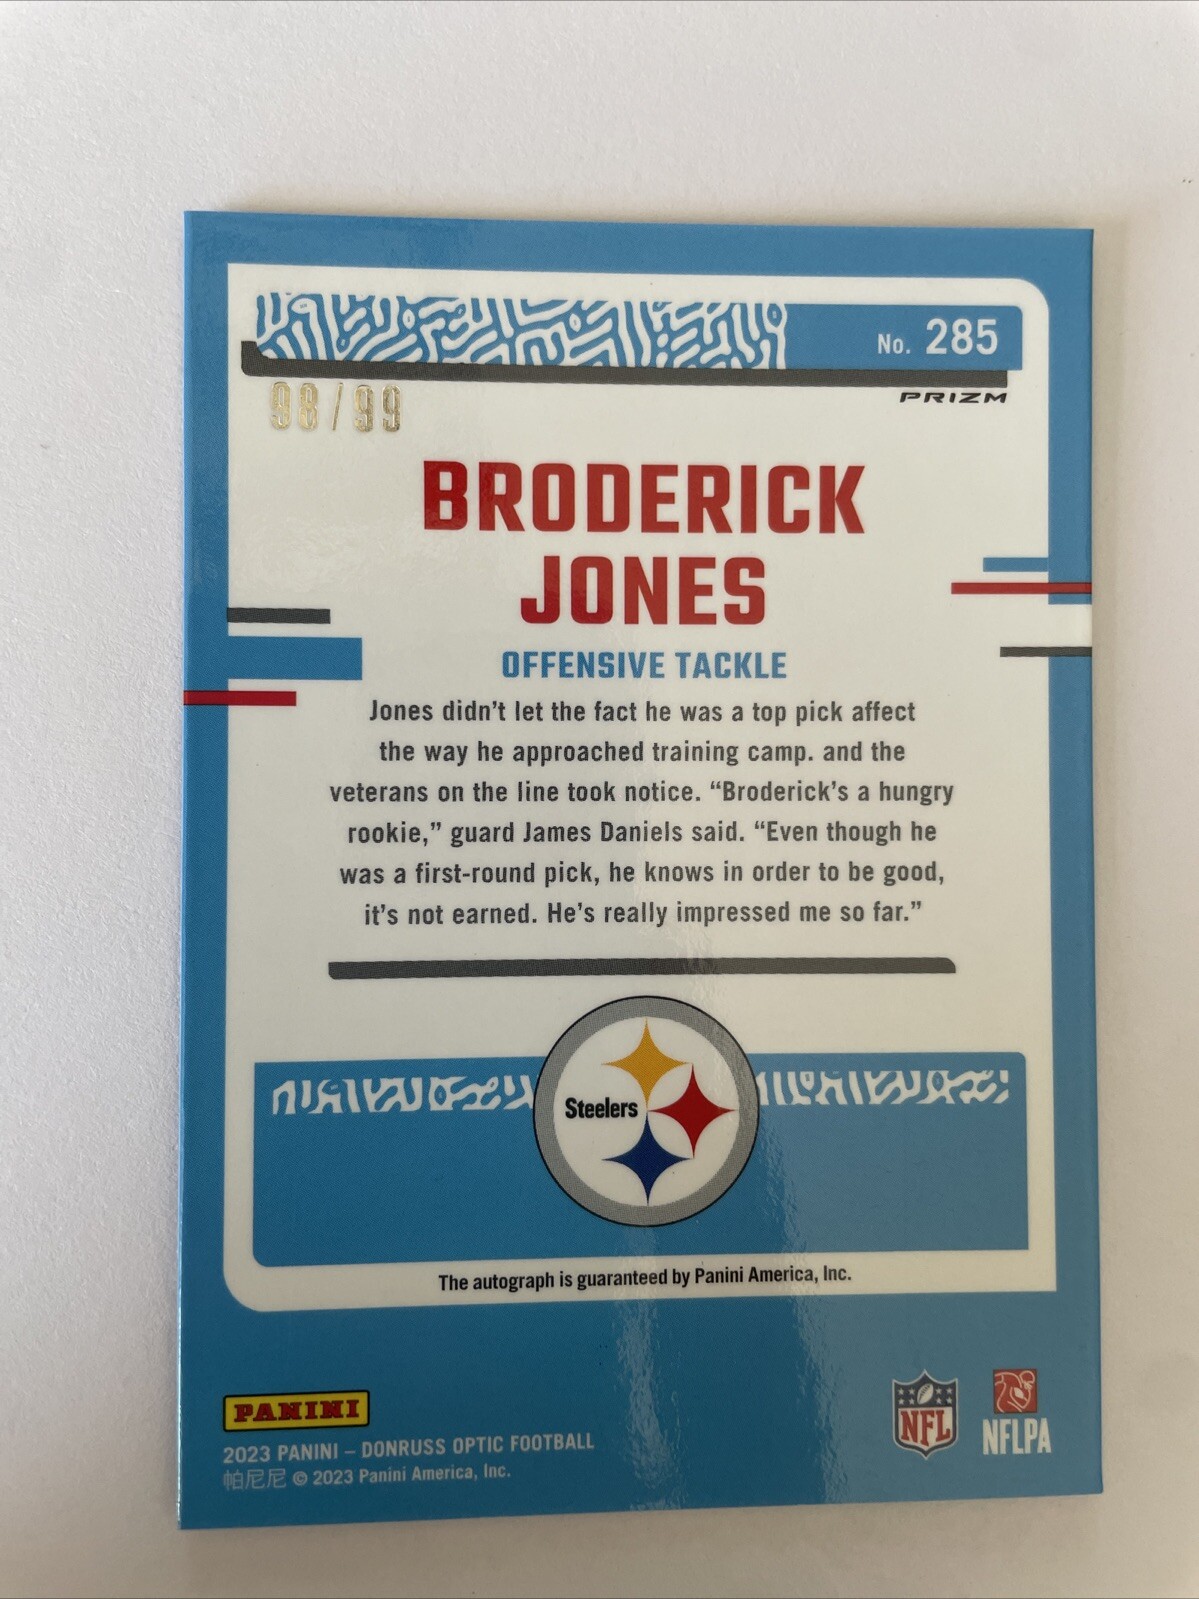 No. 285
PRIZM
98/99
BRODERICK
JONES
OFFENSIVE TACKLE
Jones didn't let the fact he was a top pick affect
the way he approached training camp. and the
veterans on the line took notice. “Broderick's a hungry
rookie,” guard James Daniels said. “Even though he
was a first-round pick, he knows in order to be good,
it's not earned. He's really impressed me so far.”
Steelers
The autograph is guaranteed by Panini America, Inc.
PANINI
NFL
NFLPA
2023 PANINI – DONRUSS OPTIC FOOTBALL
帕尼尼 © 2023 Panini America, Inc.